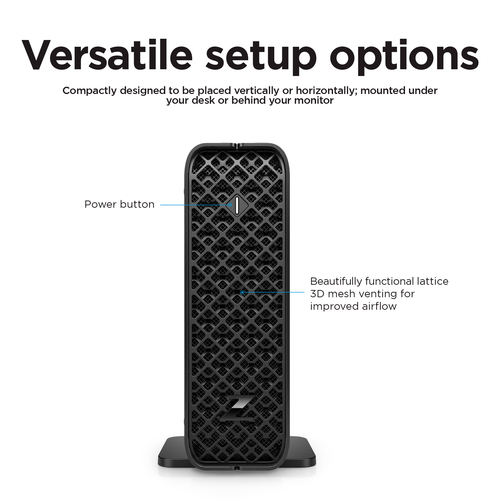 Versatile setup options
Compactly designed to be placed vertically or horizontally; mounted under
your desk or behind your monitor
Power button
Beautifully functional lattice
3D mesh venting for
improved airflow